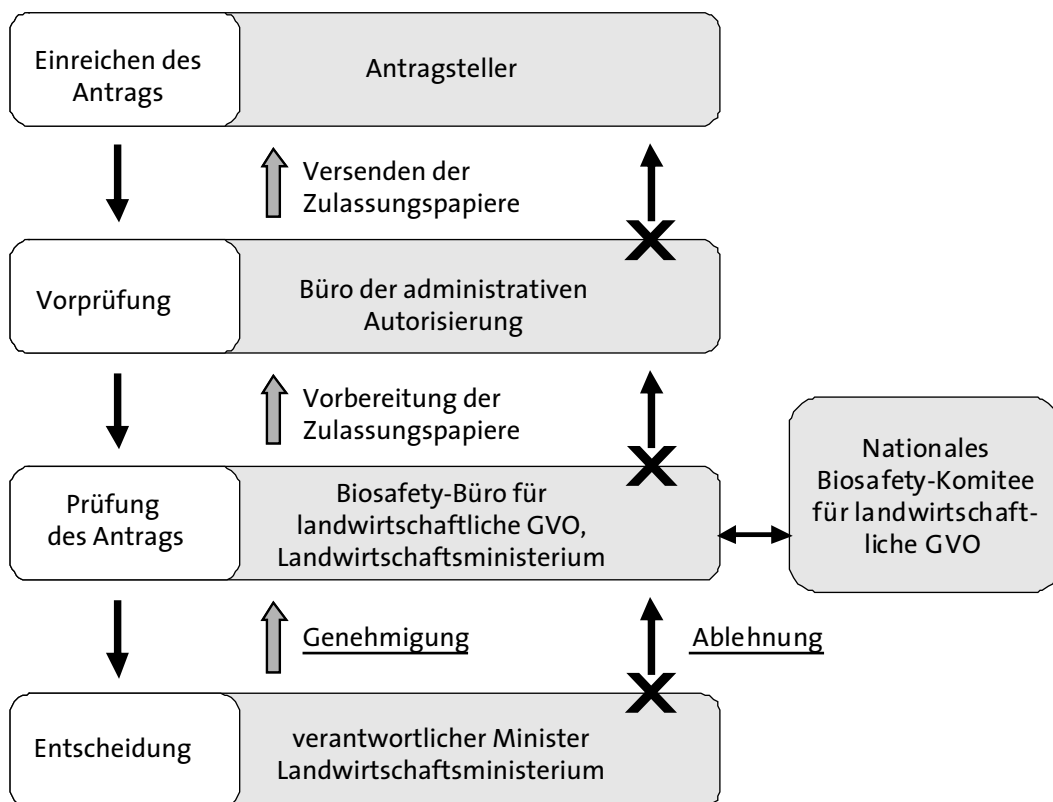 Einreichen des
Antrags
Antragsteller
Versenden der
Zulassungspapiere
Vorprüfung
Büro der administrativen
Autorisierung
Vorbereitung der
Zulassungspapiere
Prüfung
des Antrags
Biosafety-Büro für
landwirtschaftliche GVO,
Landwirtschaftsministerium
Nationales
Biosafety-Komitee
für landwirtschaft-
liche GVO
Genehmigung
Ablehnung
Entscheidung
verantwortlicher Minister
Landwirtschaftsministerium